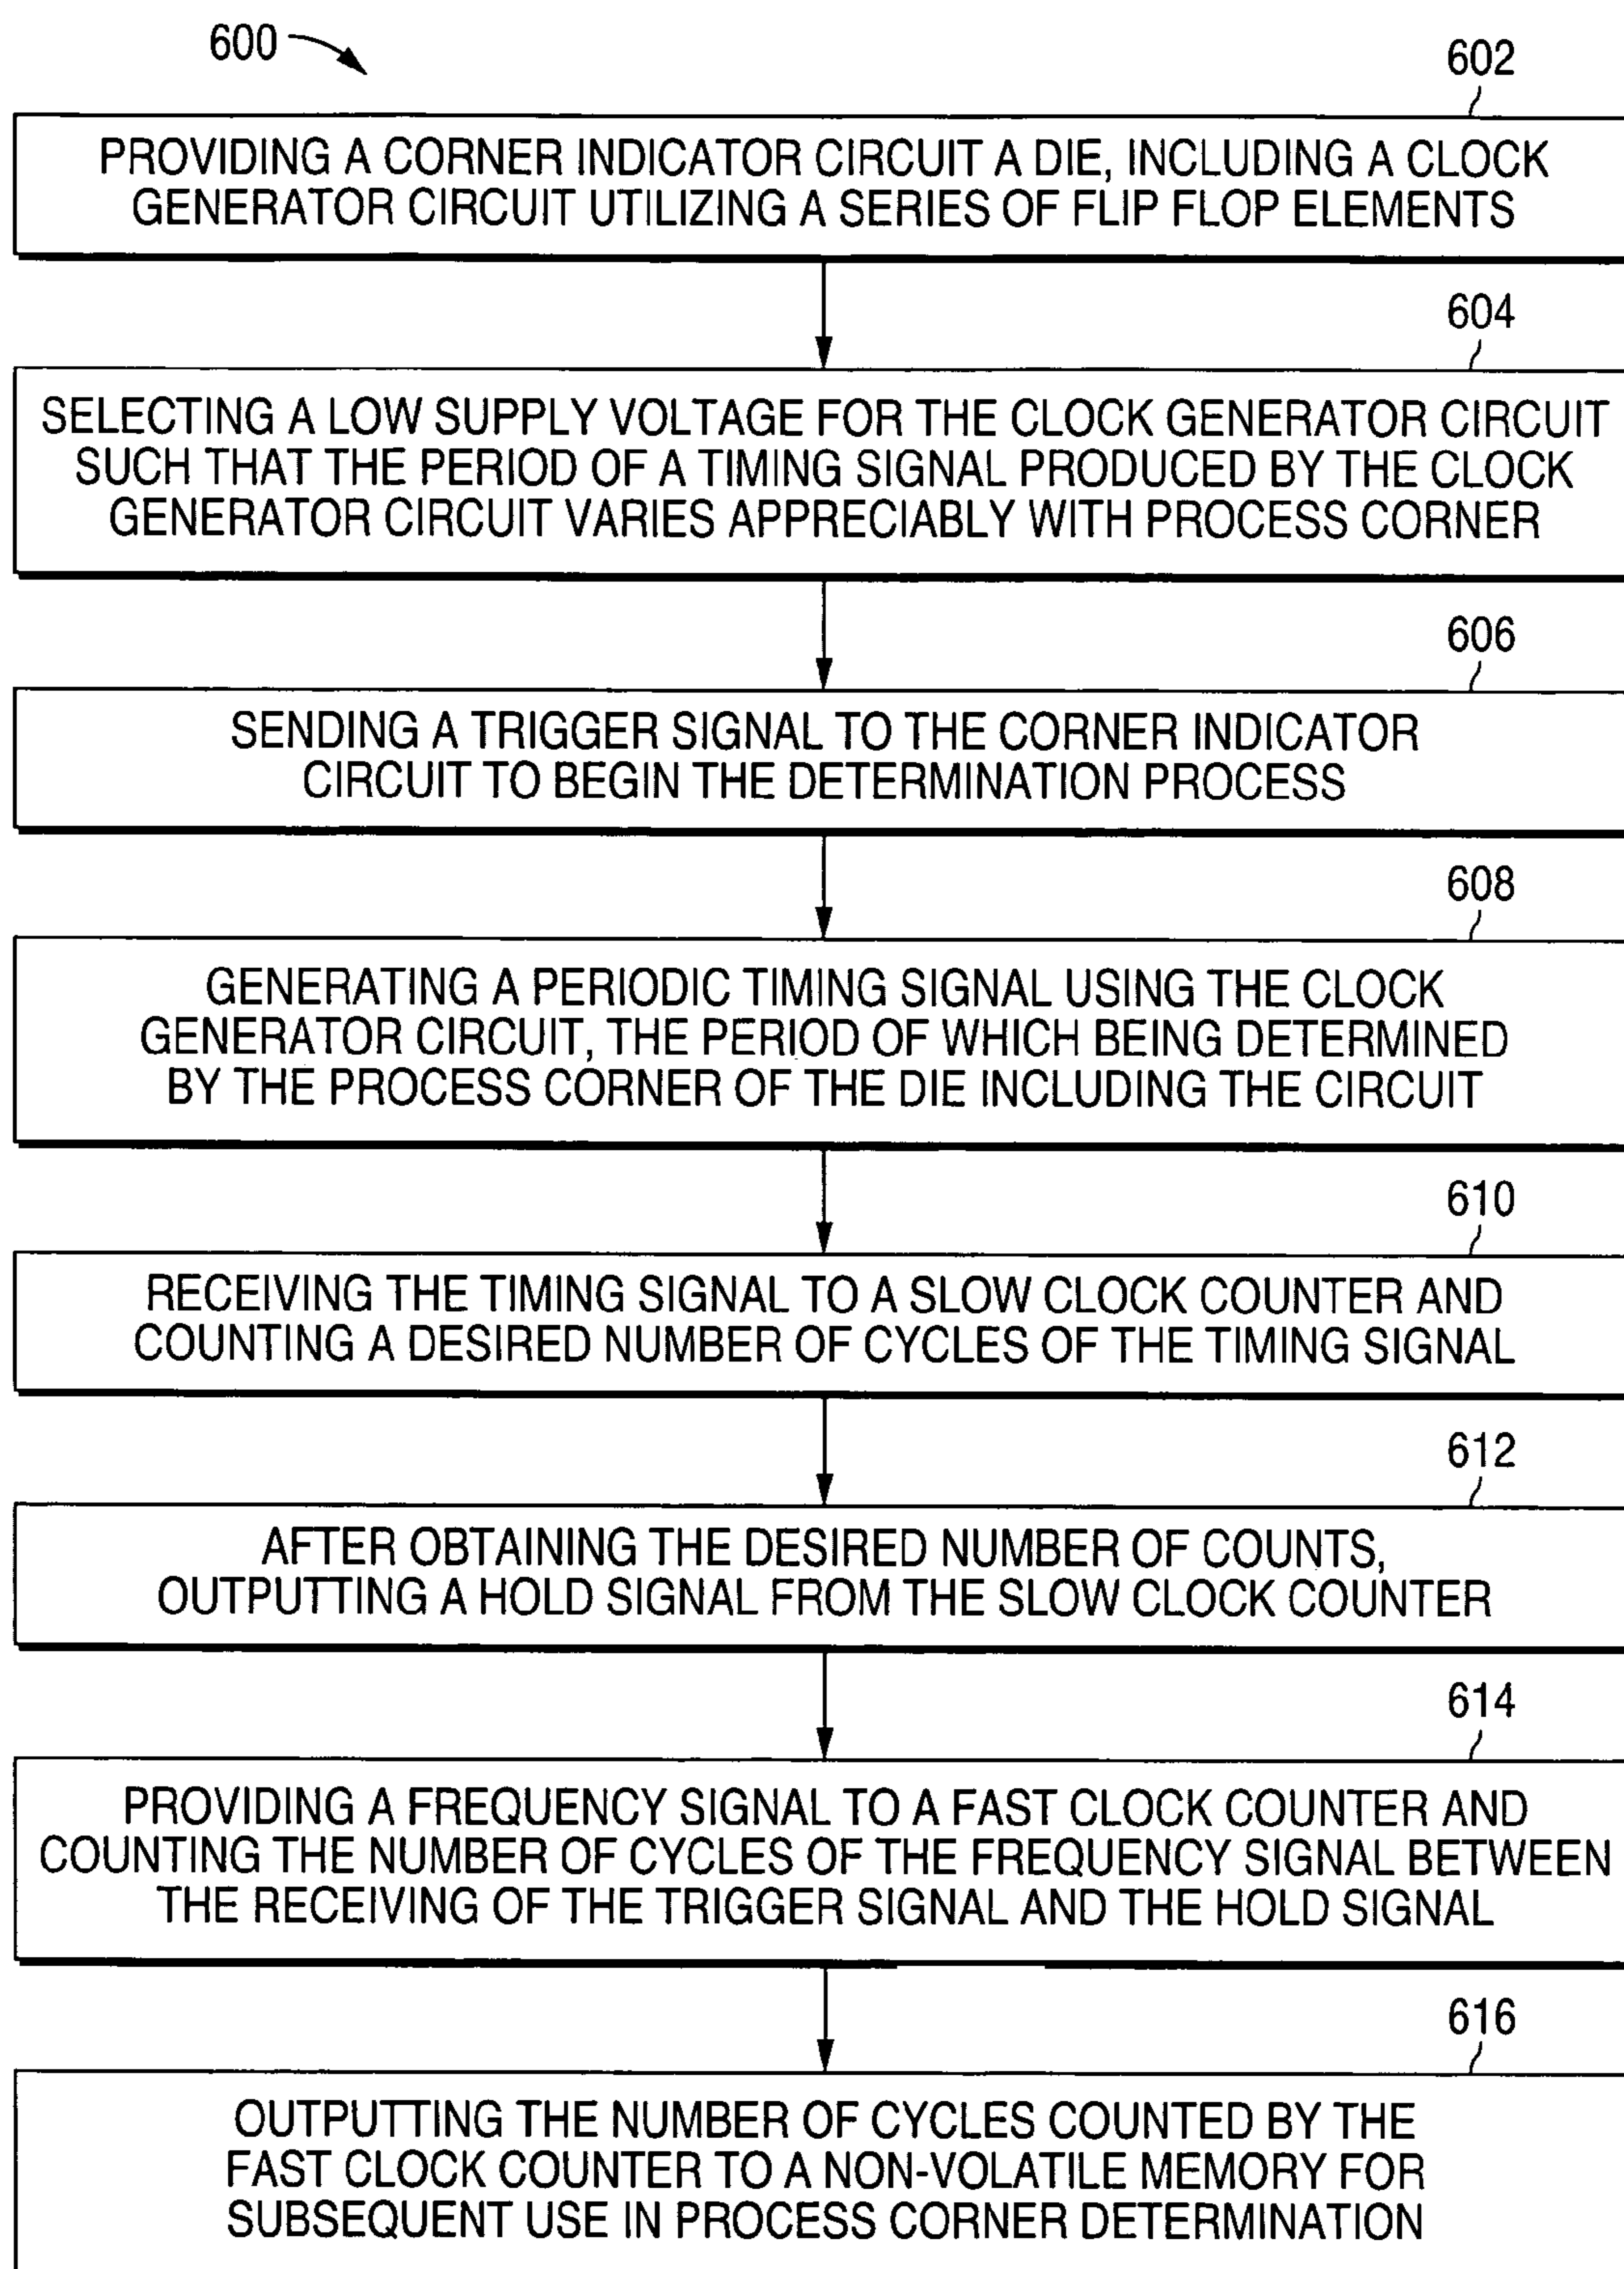 600
602
PROVIDING A CORNER INDICATOR CIRCUIT A DIE, INCLUDING A CLOCK
GENERATOR CIRCUIT UTILIZING A SERIES OF FLIP FLOP ELEMENTS
604
SELECTING A LOW SUPPLY VOLTAGE FOR THE CLOCK GENERATOR CIRCUIT
SUCH THAT THE PERIOD OF A TIMING SIGNAL PRODUCED BY THE CLOCK
GENERATOR CIRCUIT VARIES APPRECIABLY WITH PROCESS CORNER
606
SENDING A TRIGGER SIGNAL TO THE CORNER INDICATOR
CIRCUIT TO BEGIN THE DETERMINATION PROCESS
608
GENERATING A PERIODIC TIMING SIGNAL USING THE CLOCK
GENERATOR CIRCUIT, THE PERIOD OF WHICH BEING DETERMINED
BY THE PROCESS CORNER OF THE DIE INCLUDING THE CIRCUIT
610
RECEIVING THE TIMING SIGNAL TO A SLOW CLOCK COUNTER AND
COUNTING A DESIRED NUMBER OF CYCLES OF THE TIMING SIGNAL
612
AFTER OBTAINING THE DESIRED NUMBER OF COUNTS,
OUTPUTTING A HOLD SIGNAL FROM THE SLOW CLOCK COUNTER
614
PROVIDING A FREQUENCY SIGNAL TO A FAST CLOCK COUNTER AND
COUNTING THE NUMBER OF CYCLES OF THE FREQUENCY SIGNAL BETWEEN
THE RECEIVING OF THE TRIGGER SIGNAL AND THE HOLD SIGNAL
616
OUTPUTTING THE NUMBER OF CYCLES COUNTED BY THE
FAST CLOCK COUNTER TO A NON-VOLATILE MEMORY FOR
SUBSEQUENT USE IN PROCESS CORNER DETERMINATION